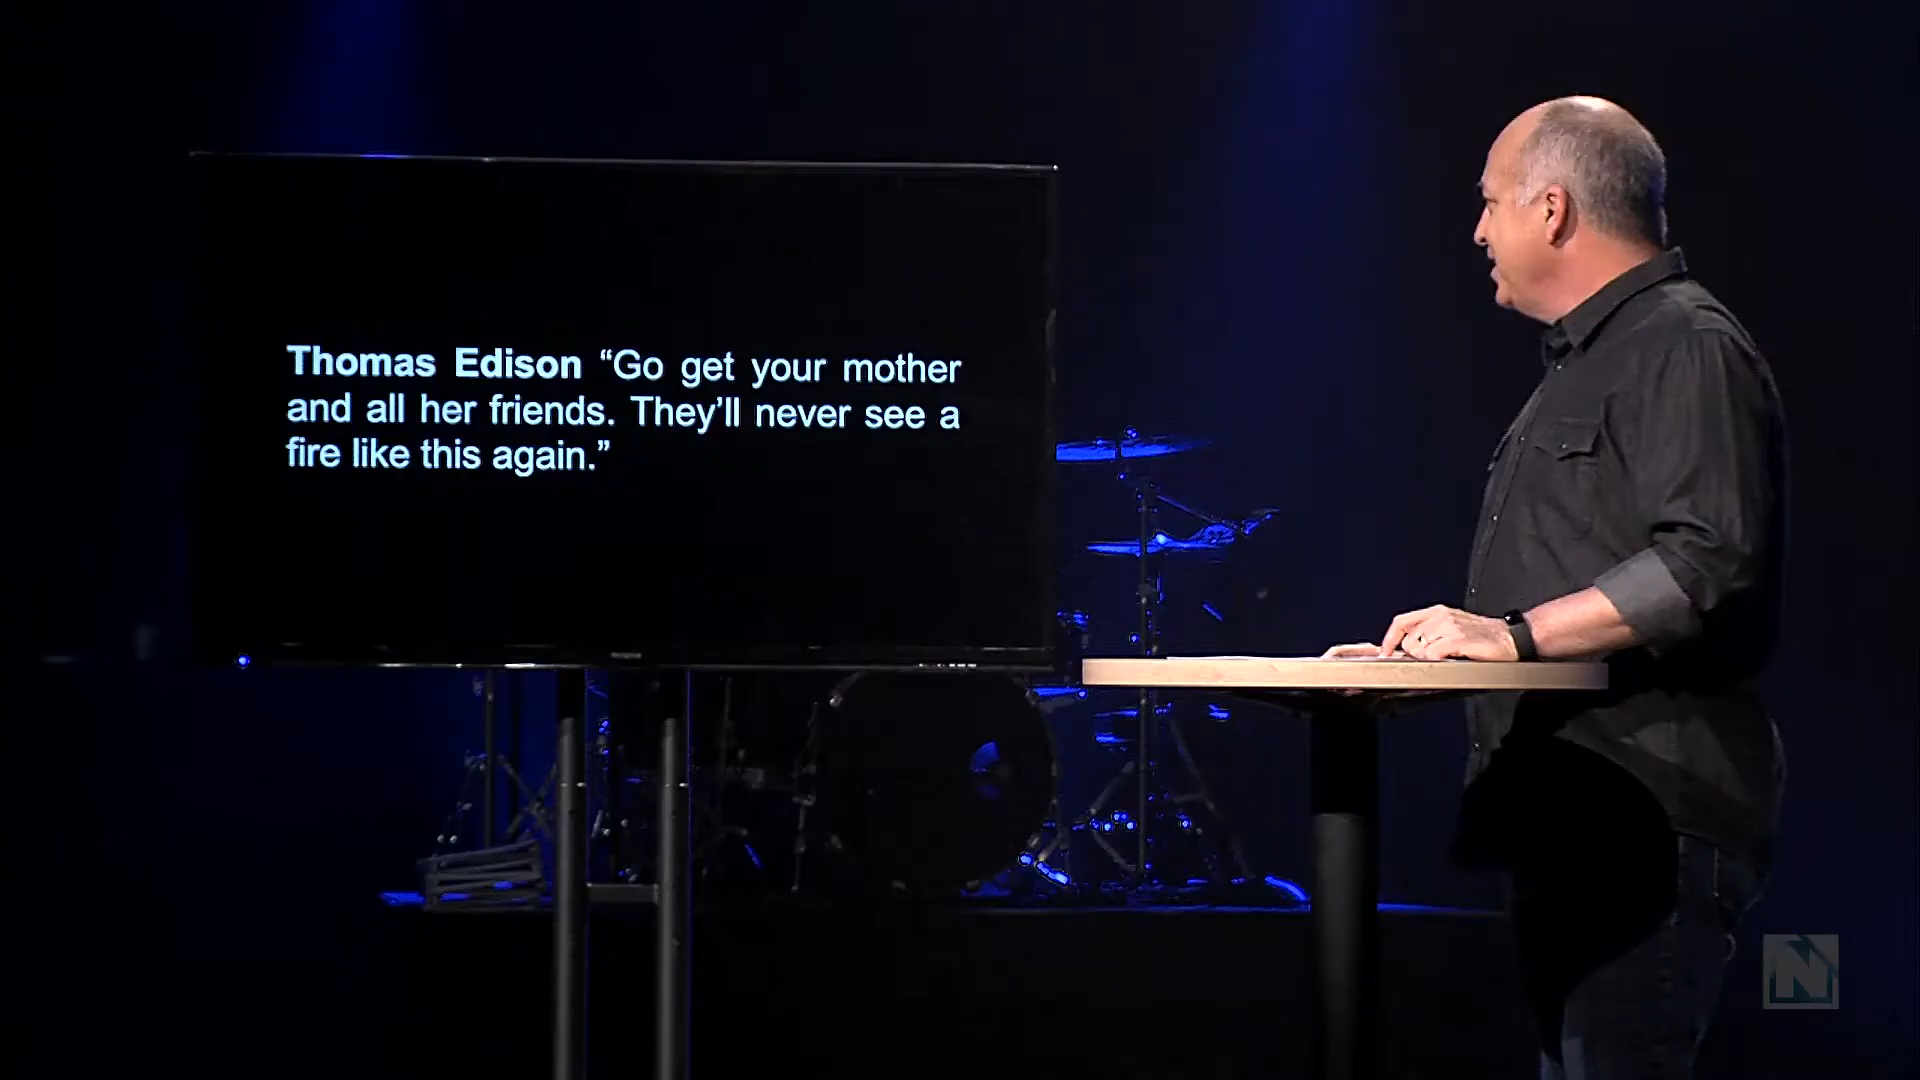 Thomas Edison “Go get your mother
and all her friends. They’ll never see a
fire like this again.”
N